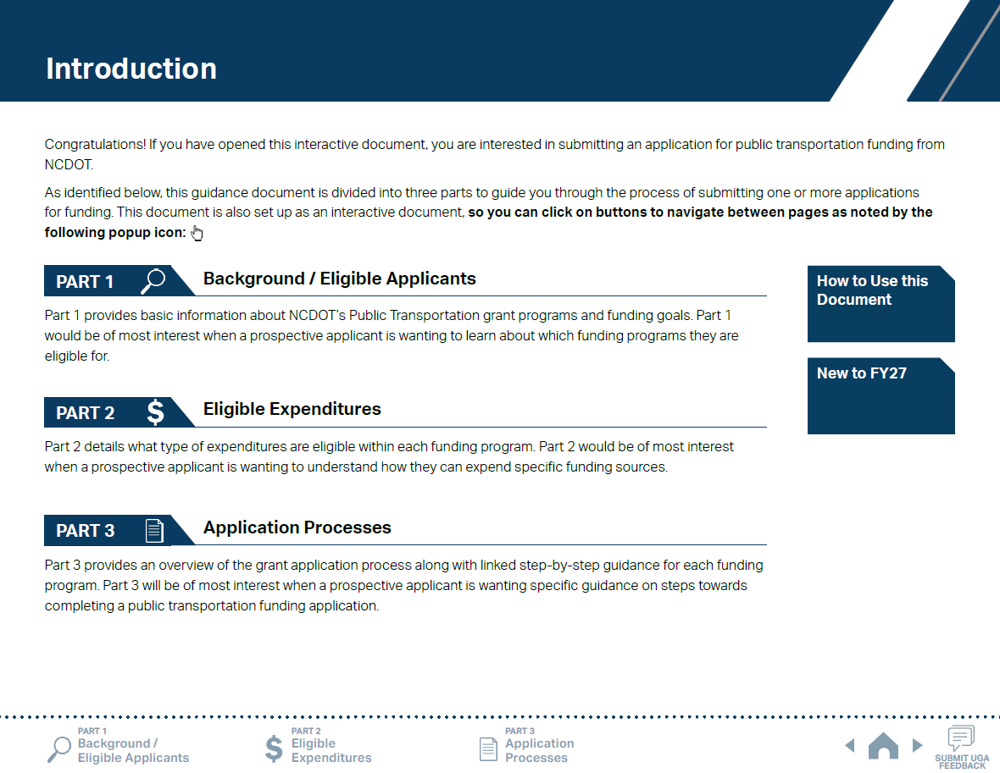 Introduction
Congratulations! If you have opened this interactive document, you are interested in submitting an application for public transportation funding from
NCDOT.
As identified below, this guidance document is divided into three parts to guide you through the process of submitting one or more applications
for funding. This document is also set up as an interactive document, so you can click on buttons to navigate between pages as noted by the
following popup icon:
PART 1
Background / Eligible Applicants
Part 1 provides basic information about NCDOT's Public Transportation grant programs and funding goals. Part 1
would be of most interest when a prospective applicant is wanting to learn about which funding programs they are
eligible for.
PART 2 $
Eligible Expenditures
Part 2 details what type of expenditures are eligible within each funding program. Part 2 would be of most interest
when a prospective applicant is wanting to understand how they can expend specific funding sources.
PART 3
Application Processes
Part 3 provides an overview of the grant application process along with linked step-by-step guidance for each funding
program. Part 3 will be of most interest when a prospective applicant is wanting specific guidance on steps towards
completing a public transportation funding application.
How to Use this
Document
New to FY27
PART 1
Background /
Eligible Applicants
$
PART 2
Eligible
Expenditures
PART 3
Application
Processes
SUBMIT UGA
FEEDBACK